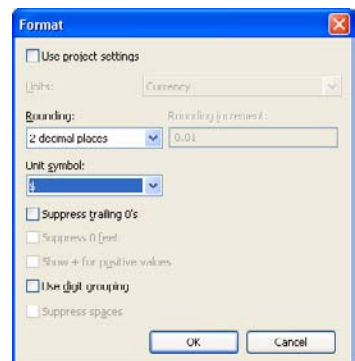 Format
Use project settings
Units: Currency
Rounding: Rounding increment:
2 decimal places 0.01
Unit symbol:
$
Suppress trailing 0's
Suppress 0 feet
Show + for positive values
Use digit grouping
Suppress spaces
OK Cancel